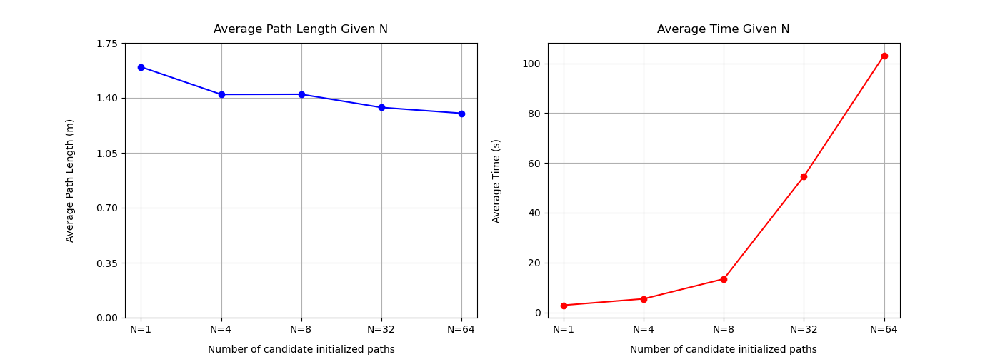 Average Path Length Given N
1.75
1.40
1.05
0.70
0.35
0.00
Average Path Length (m)
N=1 N=4 N=8 N=32 N=64
Number of candidate initialized paths
Average Time Given N
100
80
60
40
20
0
Average Time (s)
N=1 N=4 N=8 N=32 N=64
Number of candidate initialized paths